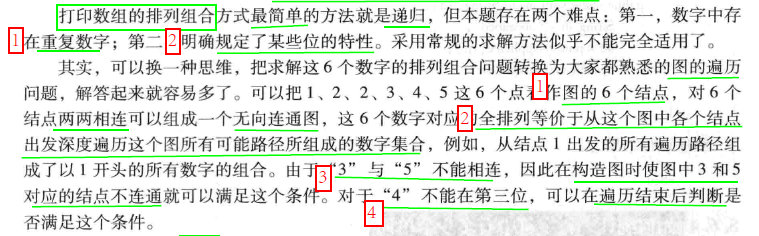 打印数组的排列组合方式最简单的方法就是递归，但本题存在两个难点：第一，数字中存
1 在重复数字；第二 2 明确规定了某些位的特性。采用常规的求解方法似乎不能完全适用了。
其实，可以换一种思维，把求解这 6 个数字的排列组合问题转换为大家都熟悉的图的遍历
问题，解答起来就容易多了。可以把 1、2、2、3、4、5 这 6 个点 1 作图的 6 个结点，对 6 个
结点两两相连可以组成一个无向连通图，这 6 个数字对应 2 全排列等价于从这个图中各个结点
出发深度遍历这个图所有可能路径所组成的数字集合，例如，从结点 1 出发的所有遍历路径组
成了以 1 开头的所有数字的组合。由于“3”与“5”不能相连，因此在构造图时使图中 3 和 5
3
对应的结点不连通就可以满足这个条件。对于“4”不能在第三位，可以在遍历结束后判断是
4
否满足这个条件。